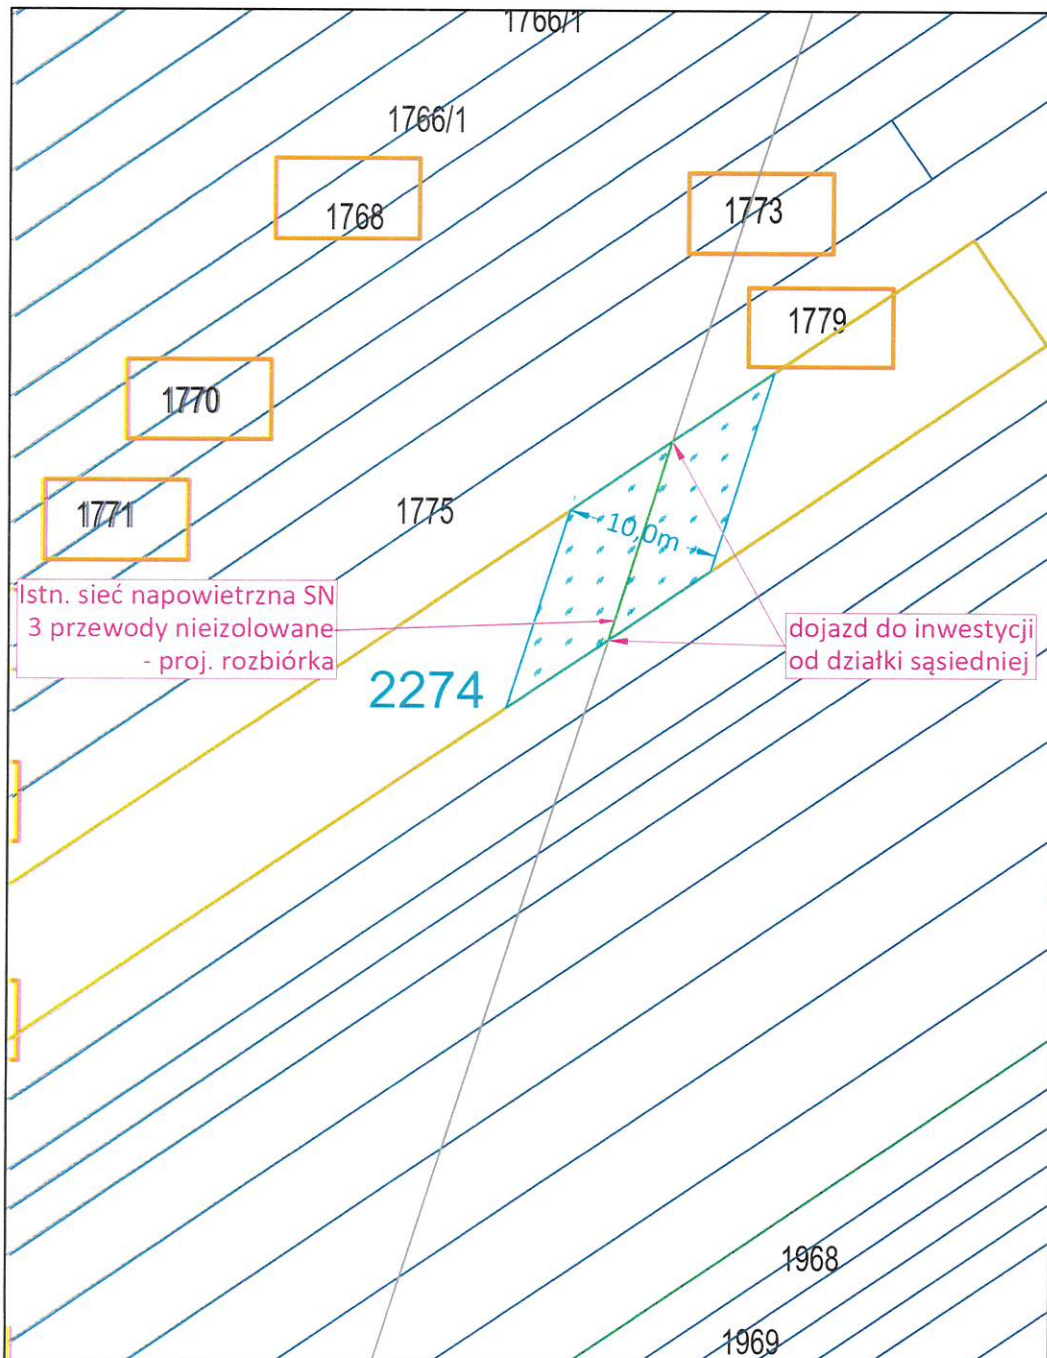 1766/1
1766/1
1768
1773
1779
1770
1771
1775
10,0m
Istn. sieć napowietrzna SN
3 przewody nieizolowane
- proj. rozbiórka
dojazd do inwestycji
od działki sąsiedniej
2274
1968
1969